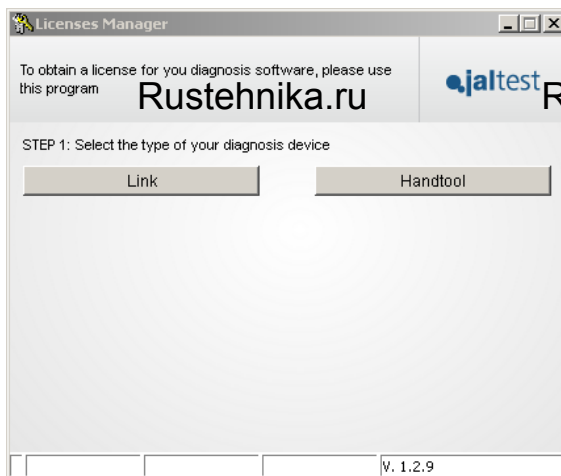 Licenses Manager
To obtain a license for you diagnosis software, please use
this program
Rustehnika.ru
jaltest
R
STEP 1: Select the type of your diagnosis device
Link
Handtool
V. 1.2.9